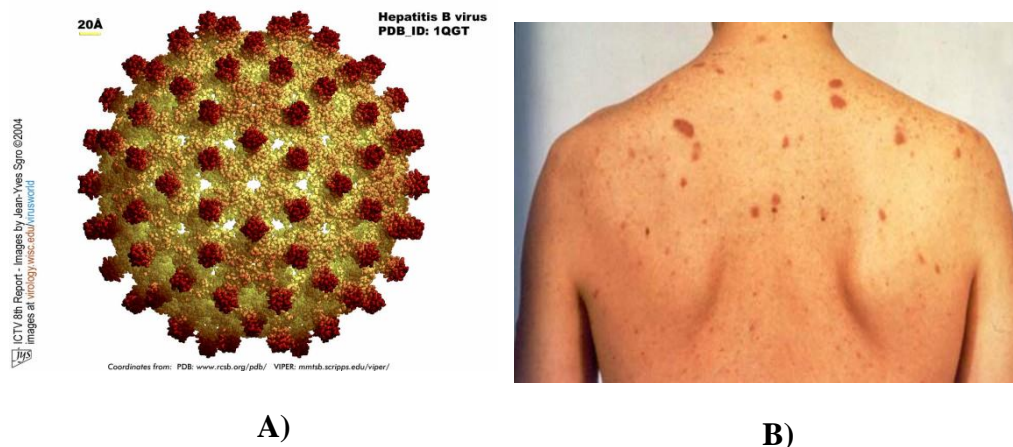 20Å
Hepatitis B virus
PDB_ID: 1QGT
ICTV 8th Report - Images by Jean-Yves Sgro ©2004
images at virology.wisc.edu/virusworld
jys
Coordinates from: PDB: www.rcsb.org/pdb/ VIPER: mmtsb.scripps.edu/viper/
A)
B)